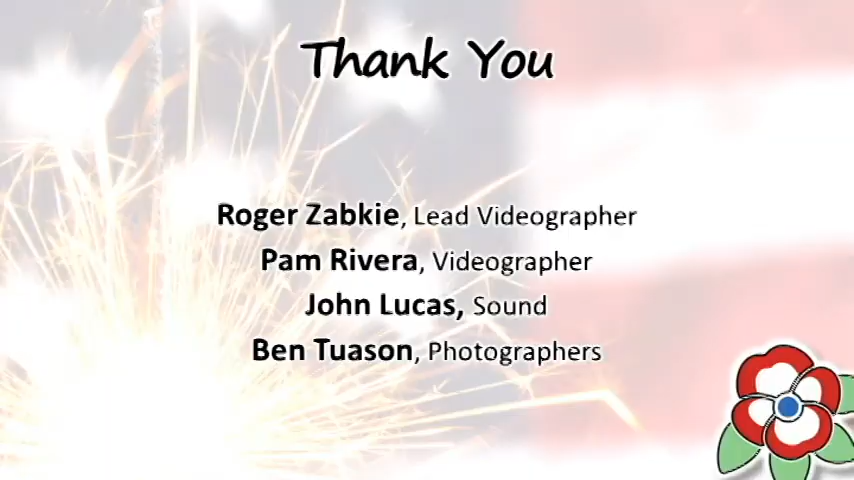 Thank You
Roger Zabkie, Lead Videographer
Pam Rivera, Videographer
John Lucas, Sound
Ben Tuason, Photographers